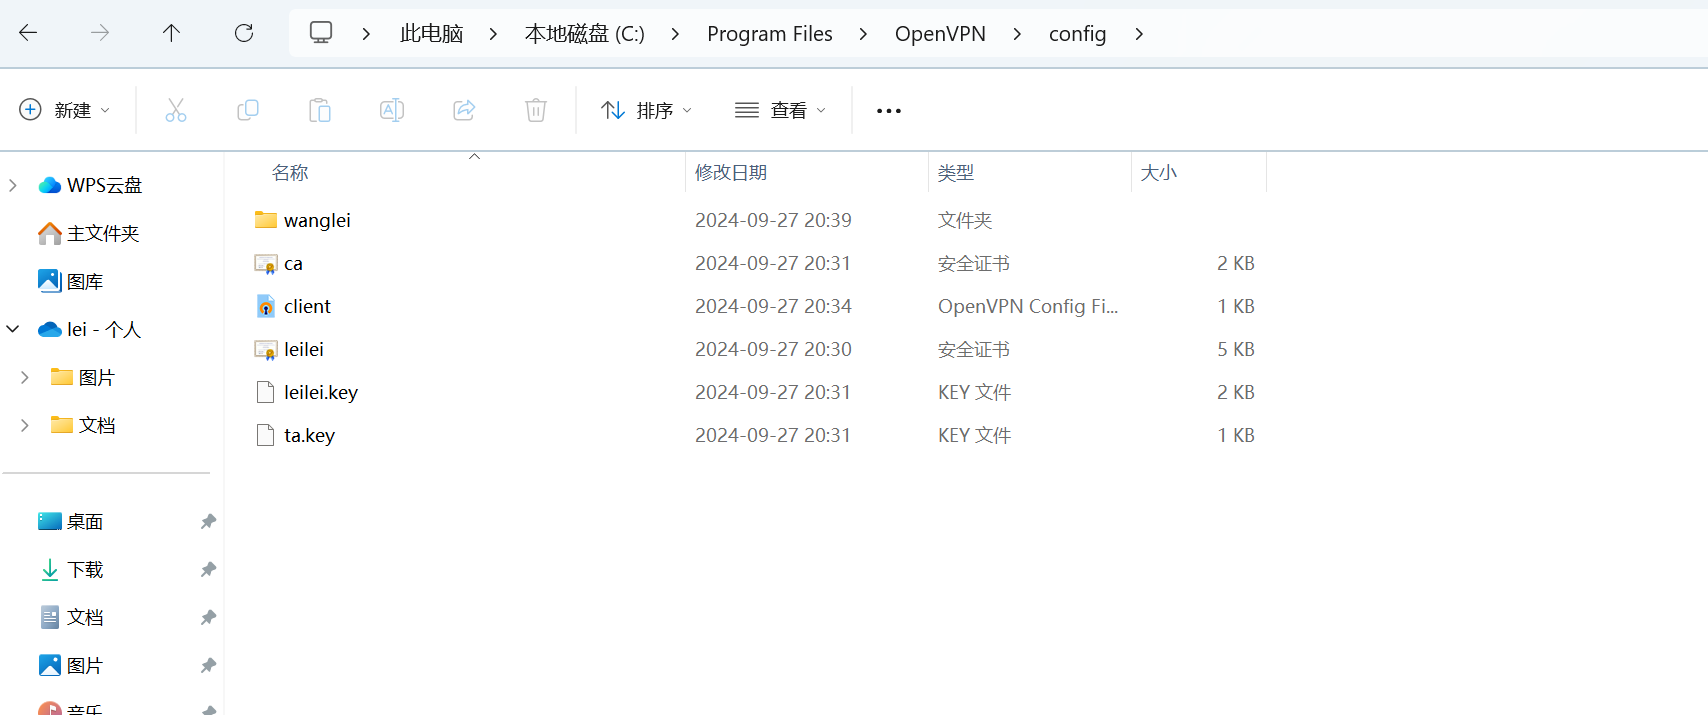 此电脑 本地磁盘 (C:) Program Files OpenVPN config
新建 排序 查看
名称 修改日期 类型 大小
WPS云盘
主文件夹
图库
lei - 个人
图片
文档
桌面
下载
文档
图片
音乐
wanglei 2024-09-27 20:39 文件夹
ca 2024-09-27 20:31 安全证书 2 KB
client 2024-09-27 20:34 OpenVPN Config Fi... 1 KB
leilei 2024-09-27 20:30 安全证书 5 KB
leilei.key 2024-09-27 20:31 KEY 文件 2 KB
ta.key 2024-09-27 20:31 KEY 文件 1 KB